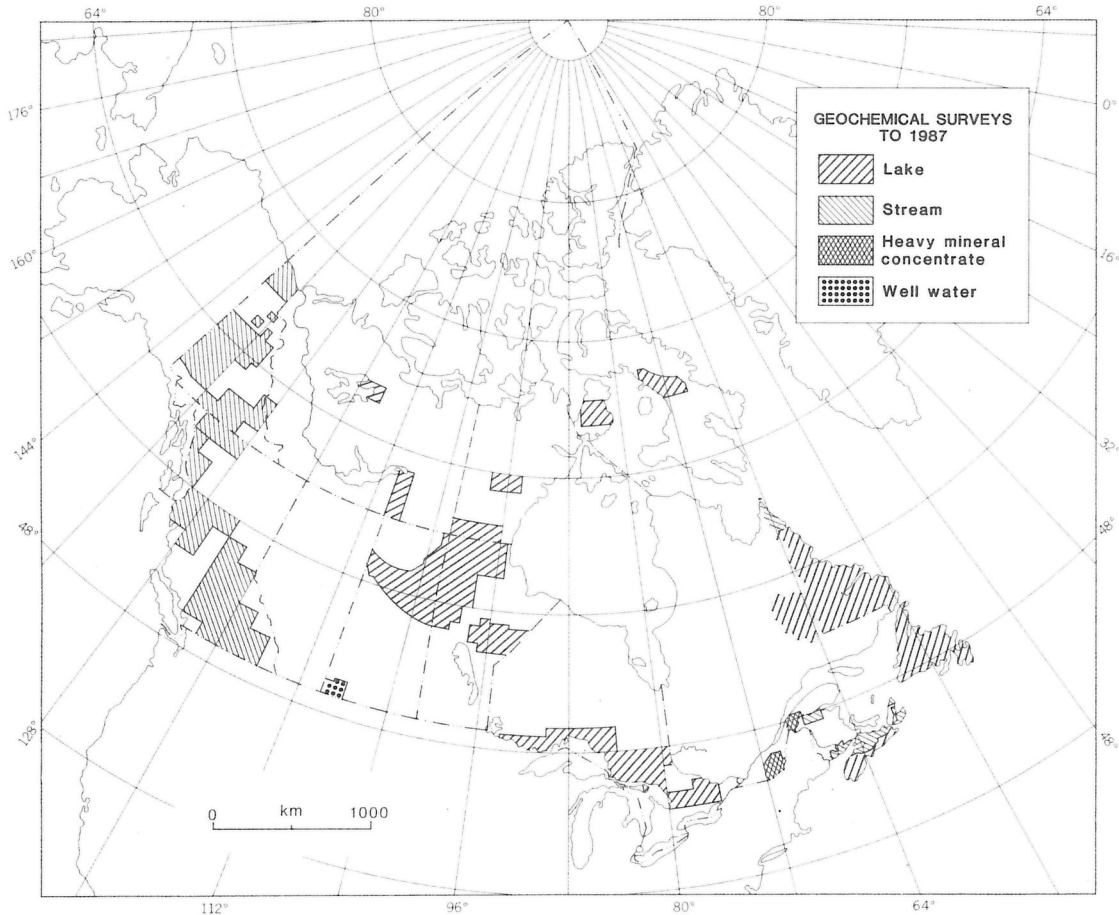 64°
80°
80°
64°
176°
0°
GEOCHEMICAL SURVEYS
TO 1987
Lake
Stream
Heavy mineral
concentrate
Well water
160°
16°
144°
32°
48°
48°
128°
48°
0 km 1000
112°
96°
80°
64°